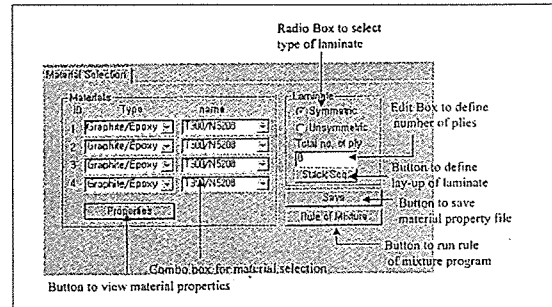 Radio Box to select
type of laminate
Material Selection
Materials
ID Type name
1 Graphite/Epoxy T300/N5208
2 Graphite/Epoxy T300/N5208
3 Graphite/Epoxy T300/N5208
4 Graphite/Epoxy T300/N5208
Properties
Laminate
Symmetric
Unsymmetric
Total no. of ply
Stack Seq.
Save
Rule of Mixture
Edit Box to define
number of plies
Button to define
lay-up of laminate
Button to save
material property file
Button to run rule
of mixture program
Combo box for material selection
Button to view material properties